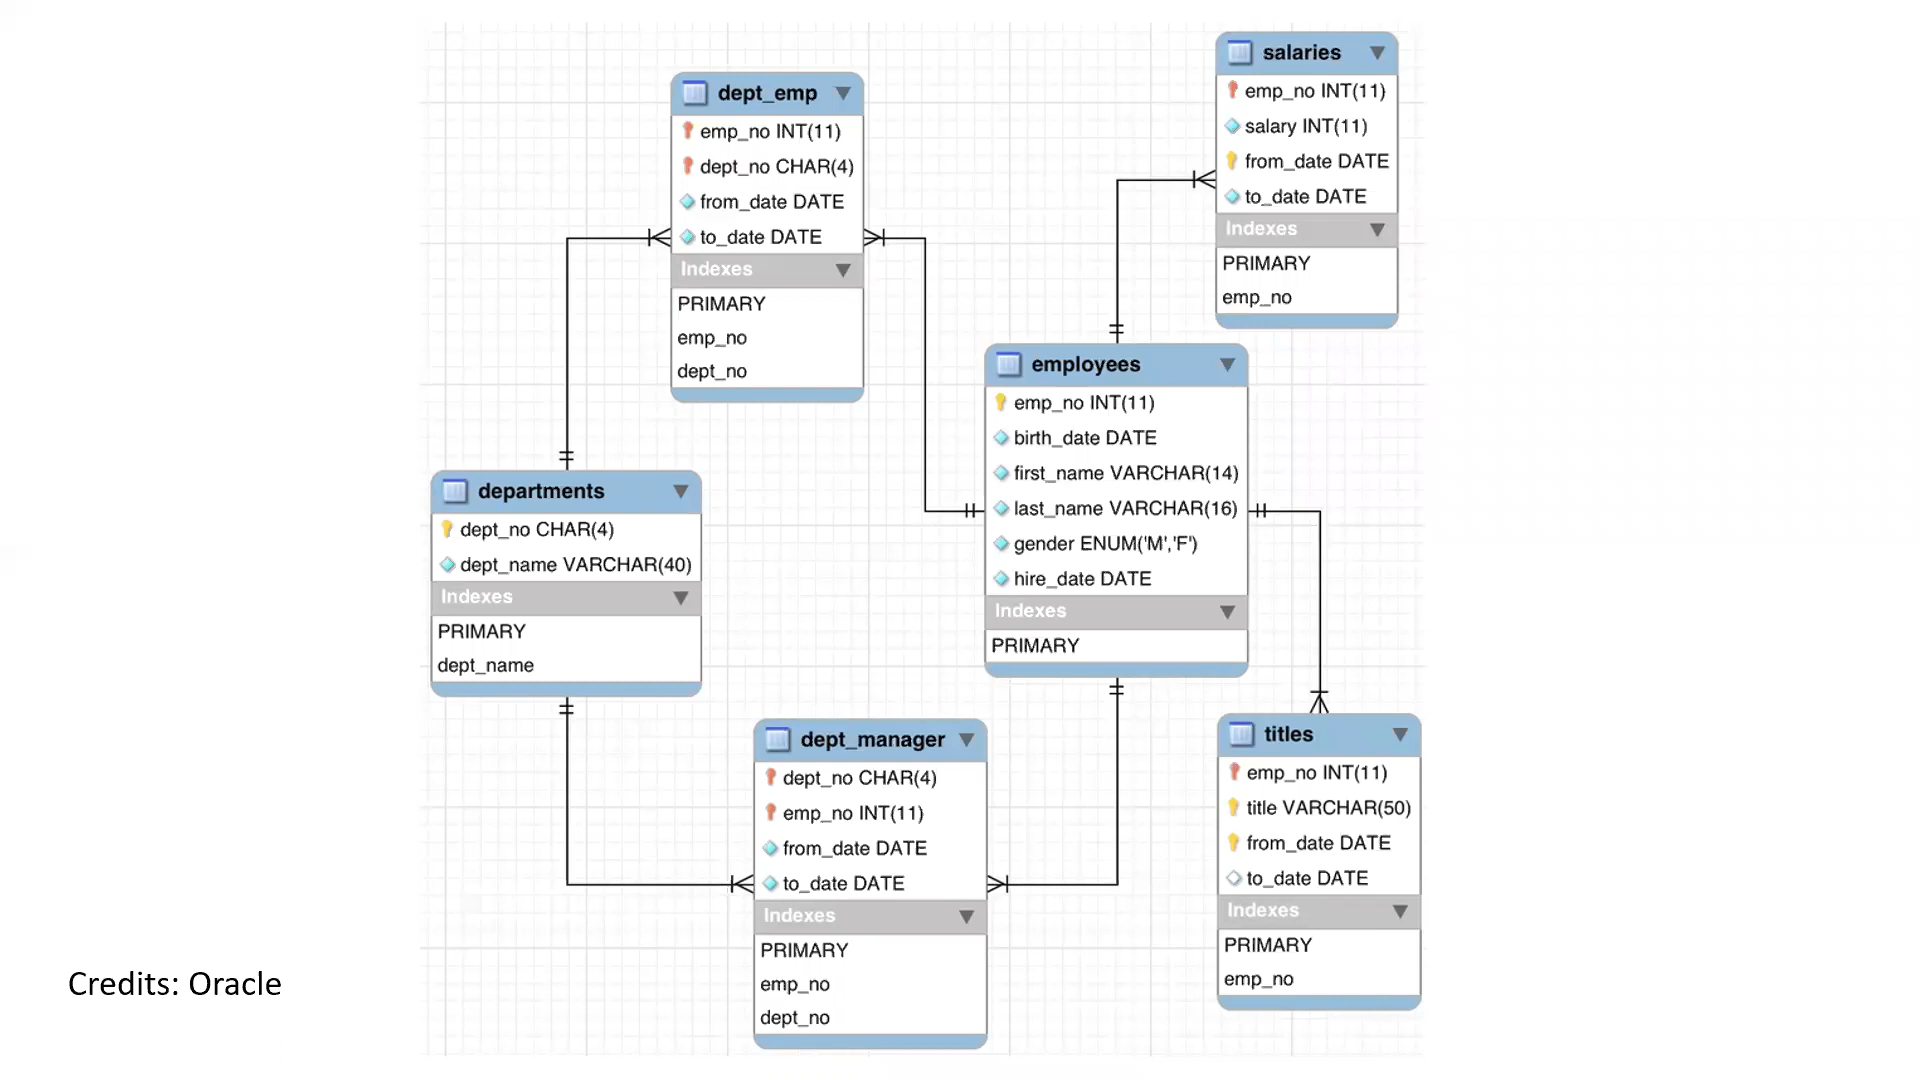 salaries
emp_no INT(11)
salary INT(11)
from_date DATE
to_date DATE
Indexes
PRIMARY
emp_no
dept_emp
emp_no INT(11)
dept_no CHAR(4)
from_date DATE
to_date DATE
Indexes
PRIMARY
emp_no
dept_no
employees
emp_no INT(11)
birth_date DATE
first_name VARCHAR(14)
last_name VARCHAR(16)
gender ENUM('M','F')
hire_date DATE
Indexes
PRIMARY
departments
dept_no CHAR(4)
dept_name VARCHAR(40)
Indexes
PRIMARY
dept_name
dept_manager
dept_no CHAR(4)
emp_no INT(11)
from_date DATE
to_date DATE
Indexes
PRIMARY
emp_no
dept_no
titles
emp_no INT(11)
title VARCHAR(50)
from_date DATE
to_date DATE
Indexes
PRIMARY
emp_no
Credits: Oracle